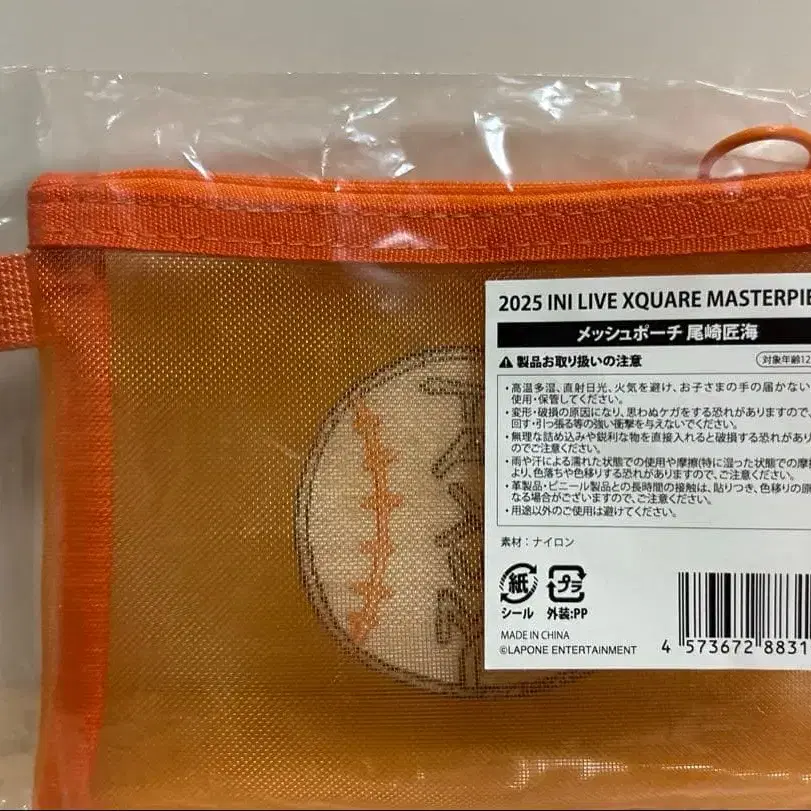 2025 INI LIVE XQUARE MASTERPIE
メッシュポーチ 尾崎匠海
製品お取り扱いの注意
対象年齢12
・高温多湿、直射日光、火気を避け、お子さまの手の届かない
使用・保管してください。
・変形・破損の原因になり、思わぬケガをする恐れがありますので、
回す・引っ張る等の強い衝撃を与えないでください。
・無理な詰め込みや鋭利な物を直接入れると破損する恐れがあり
のでご注意ください。
・雨や汗による濡れた状態での使用や摩擦(特に湿った状態での摩擦
より、色落ちや色移りする恐れがありますので、ご注意ください。
・革製品・ビニール製品との長時間の接触は、貼りつき、色移りの原
なる場合がございますので、ご注意ください。
・用途以外のご使用は避けてください。
素材：ナイロン
紙 プラ
シール 外装:PP
MADE IN CHINA
©LAPONE ENTERTAINMENT
4 573672 8831